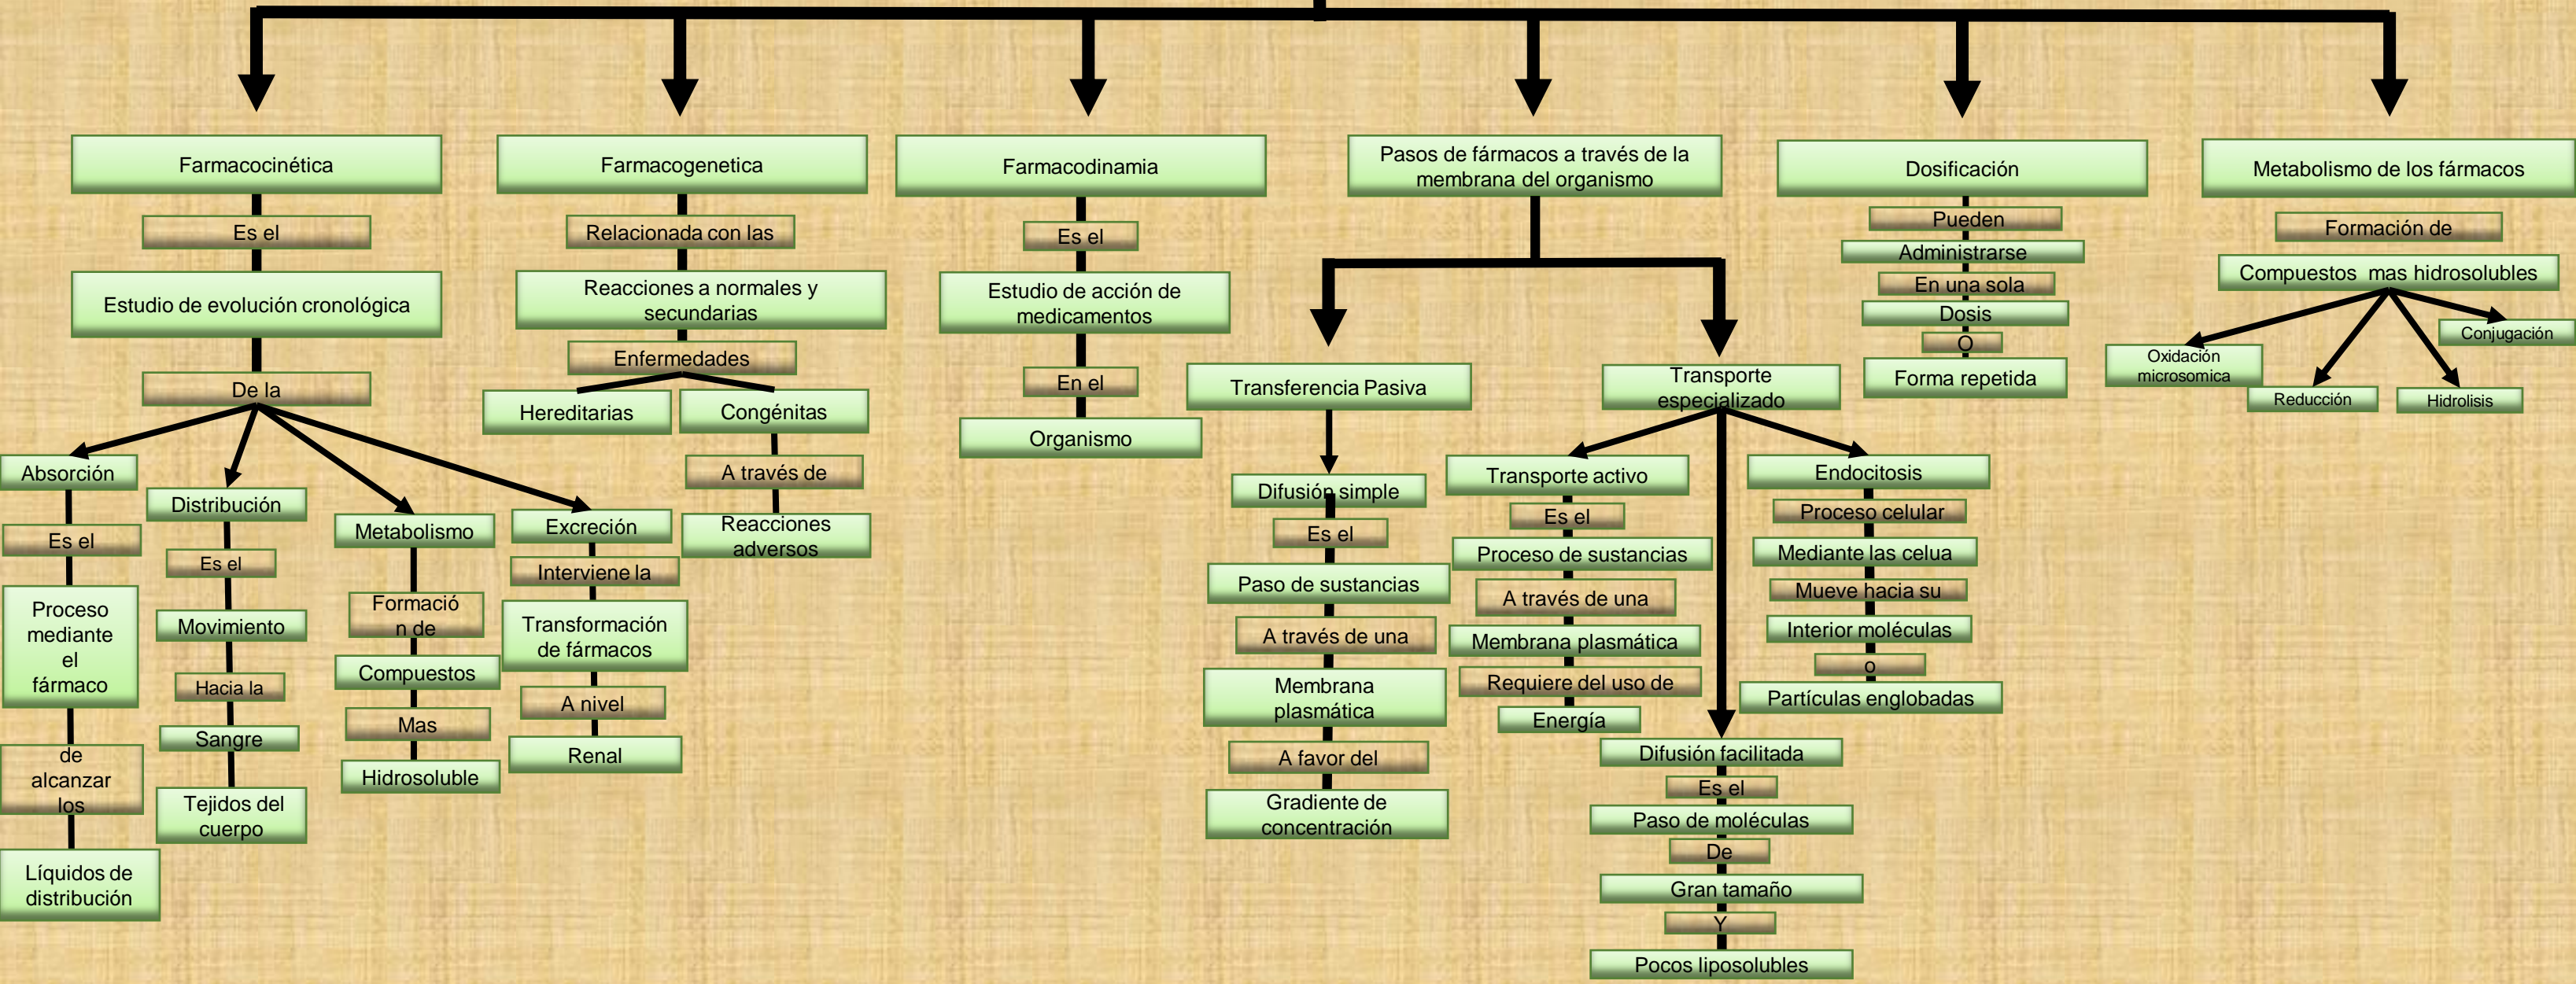 Farmacocinética
Es el
Estudio de evolución cronológica
De la
Absorción
Es el
Proceso
mediante
el
fármaco
de
alcanzar
los
Líquidos de
distribución
Distribución
Es el
Movimiento
Hacia la
Sangre
Tejidos del
cuerpo
Metabolismo
Formació
n de
Compuestos
Mas
Hidrosoluble
Excreción
Interviene la
Transformación
de fármacos
A nivel
Renal
Farmacogenetica
Relacionada con las
Reacciones a normales y
secundarias
Enfermedades
Hereditarias
Congénitas
A través de
Reacciones
adversos
Farmacodinamia
Es el
Estudio de acción de
medicamentos
En el
Organismo
Pasos de fármacos a través de la
membrana del organismo
Transferencia Pasiva
Difusión simple
Es el
Paso de sustancias
A través de una
Membrana
plasmática
A favor del
Gradiente de
concentración
Transporte
especializado
Transporte activo
Es el
Proceso de sustancias
A través de una
Membrana plasmática
Requiere del uso de
Energía
Difusión facilitada
Es el
Paso de moléculas
De
Gran tamaño
Y
Pocos liposolubles
Endocitosis
Proceso celular
Mediante las celua
Mueve hacia su
Interior moléculas
o
Partículas englobadas
Dosificación
Pueden
Administrarse
En una sola
Dosis
O
Forma repetida
Metabolismo de los fármacos
Formación de
Compuestos mas hidrosolubles
Oxidación
microsomica
Reducción
Hidrolisis
Conjugación